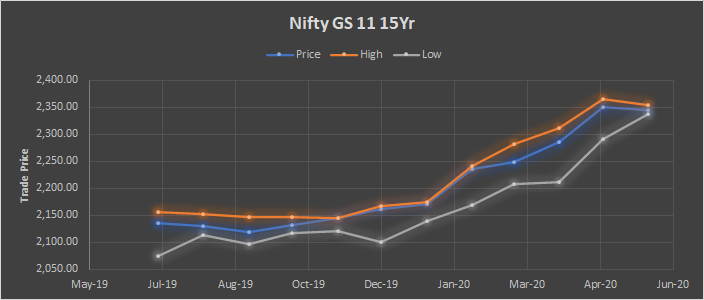 Nifty GS 11 15Yr
Price High Low
2,400.00
2,350.00
2,300.00
2,250.00
2,200.00
2,150.00
2,100.00
2,050.00
Trade Price
May-19 Jul-19 Aug-19 Oct-19 Dec-19 Jan-20 Mar-20 Apr-20 Jun-20